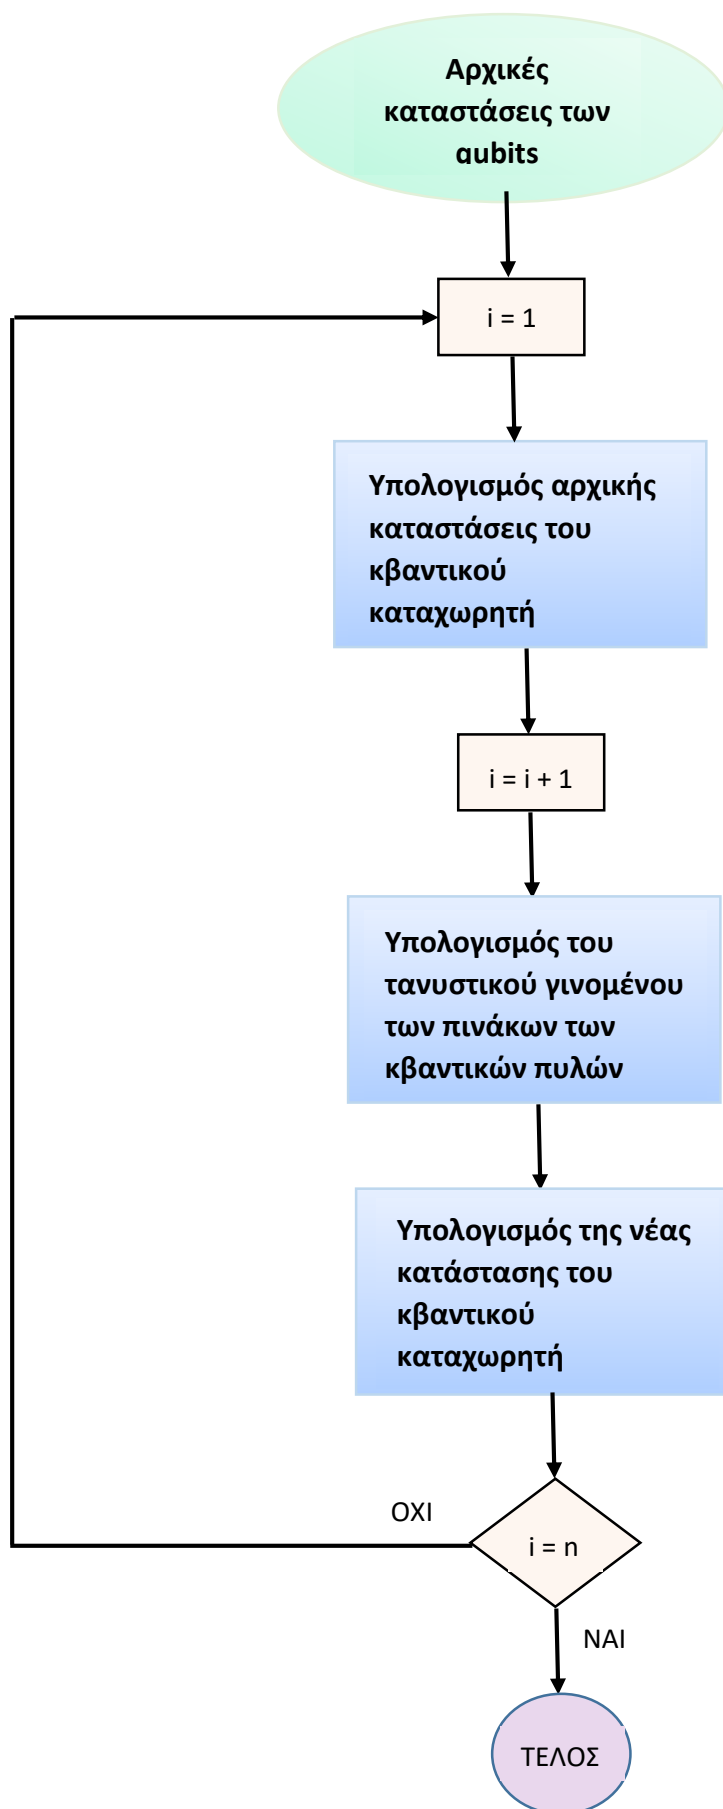 Αρχικές
καταστάσεις των
qubits
i = 1
Υπολογισμός αρχικής
καταστάσεις του
κβαντικού
καταχωρητή
i = i + 1
Υπολογισμός του
τανυστικού γινομένου
των πινάκων των
κβαντικών πυλών
Υπολογισμός της νέας
κατάστασης του
κβαντικού
καταχωρητή
ΟΧΙ
i = n
ΝΑΙ
ΤΕΛΟΣ